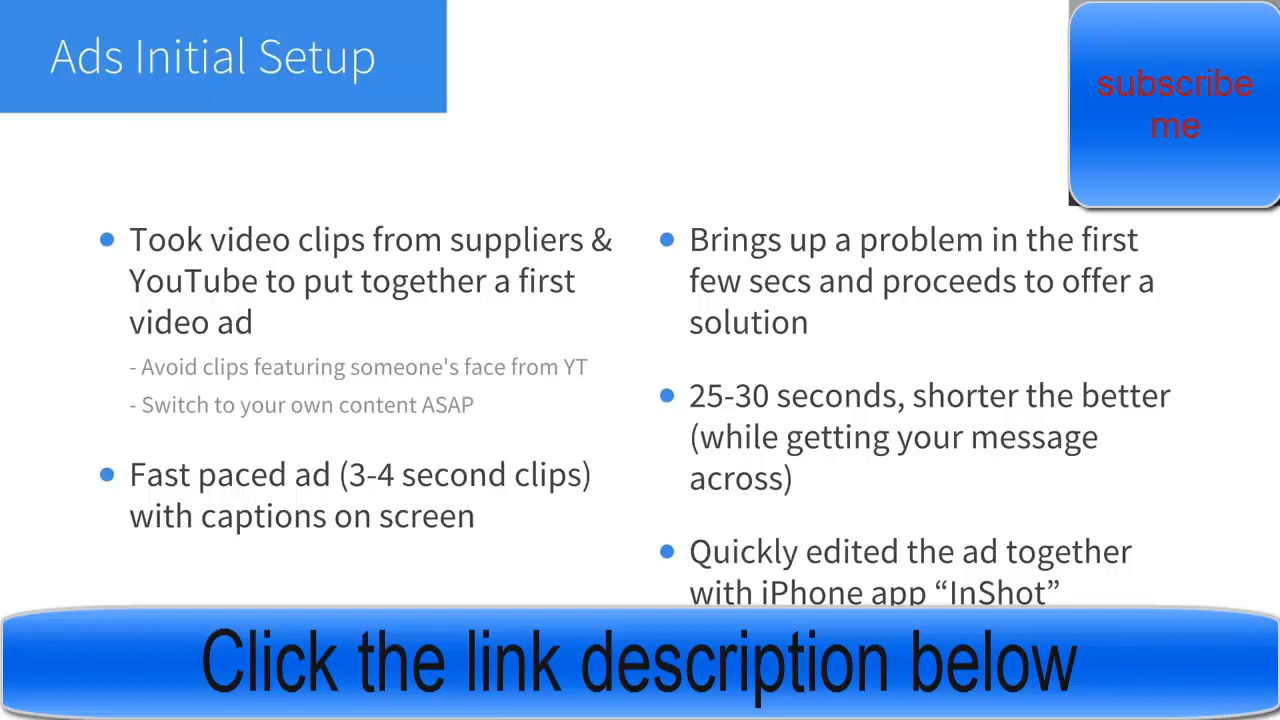 Ads Initial Setup
subscribe
me
• Took video clips from suppliers &
YouTube to put together a first
video ad
- Avoid clips featuring someone's face from YT
- Switch to your own content ASAP
• Fast paced ad (3-4 second clips)
with captions on screen
• Brings up a problem in the first
few secs and proceeds to offer a
solution
• 25-30 seconds, shorter the better
(while getting your message
across)
• Quickly edited the ad together
with iPhone app “InShot”
Click the link description below